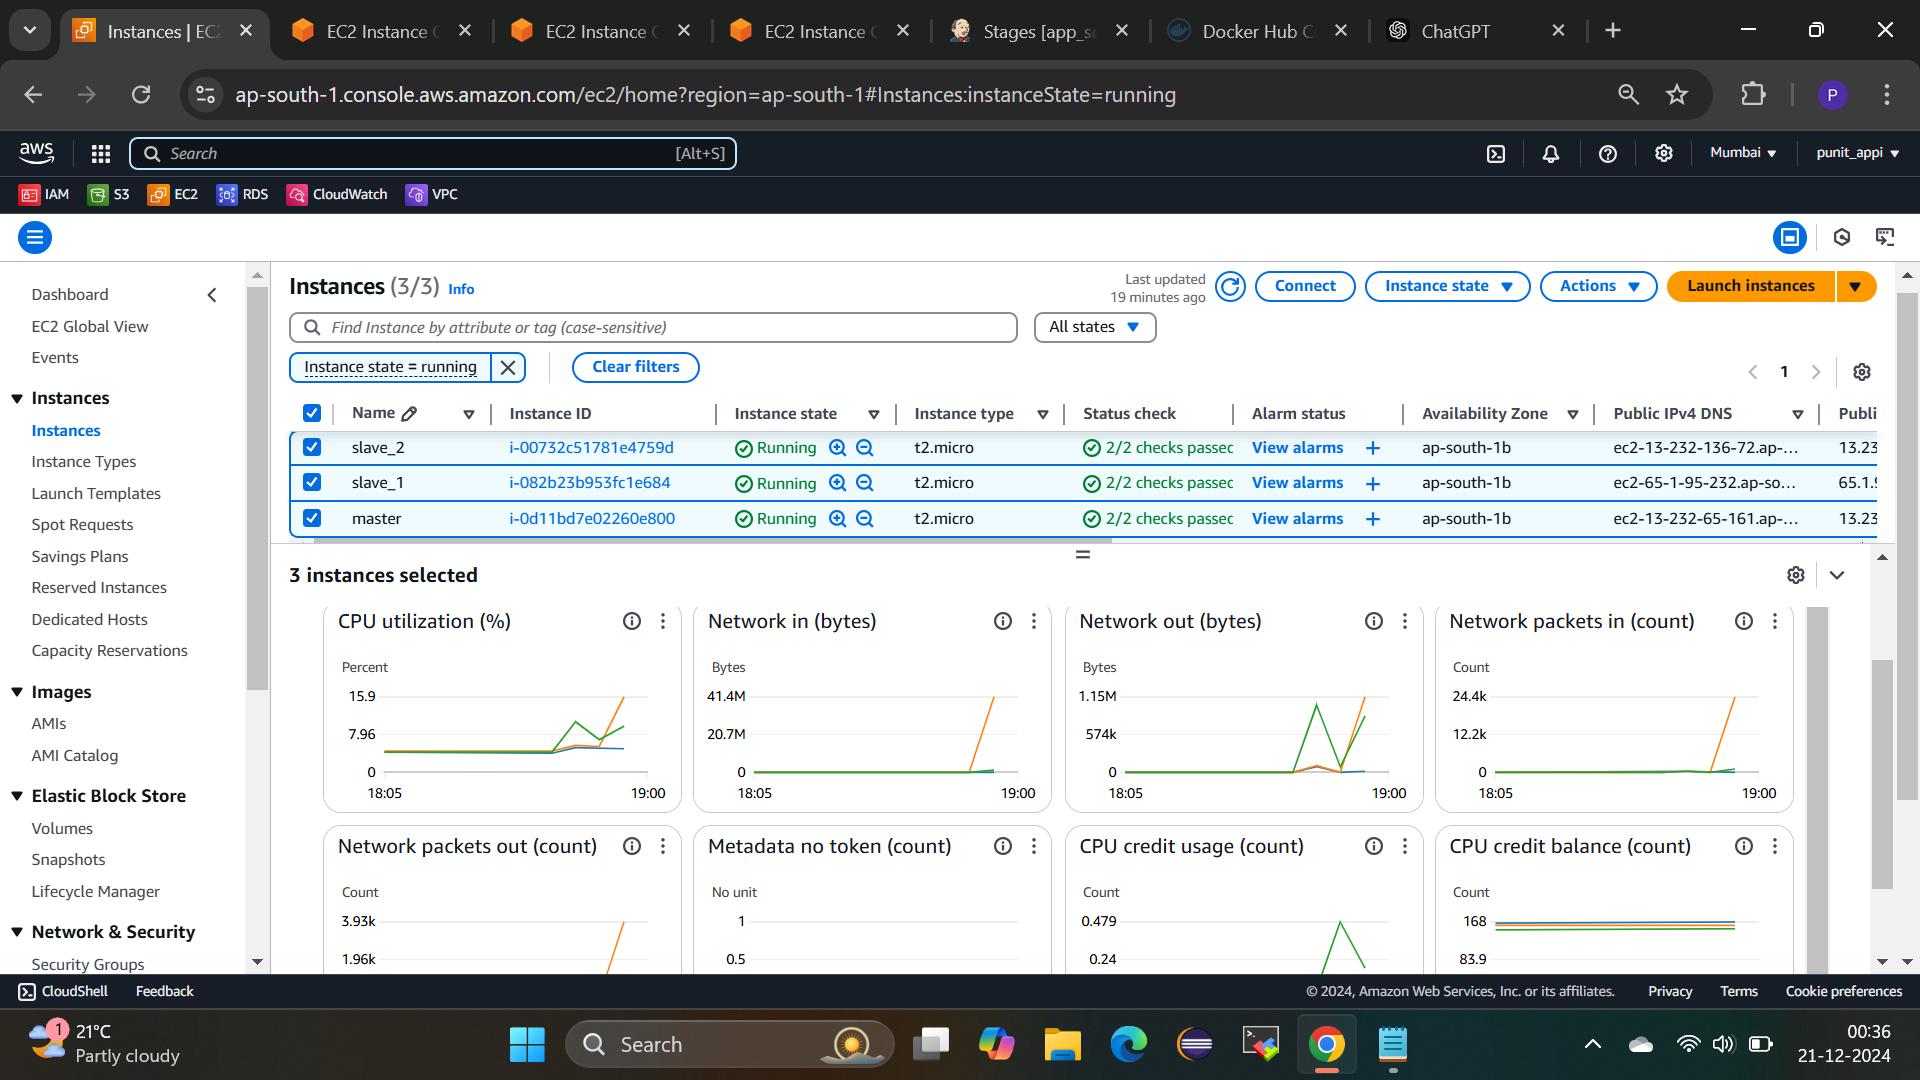 Instances | EC
EC2 Instance
EC2 Instance
EC2 Instance
Stages [app_se
Docker Hub C
ChatGPT
ap-south-1.console.aws.amazon.com/ec2/home?region=ap-south-1#Instances:instanceState=running
P
aws
Search
[Alt+S]
Mumbai
punit_appi
IAM
S3
EC2
RDS
CloudWatch
VPC
Dashboard
EC2 Global View
Events
Instances
Instances
Instance Types
Launch Templates
Spot Requests
Savings Plans
Reserved Instances
Dedicated Hosts
Capacity Reservations
Images
AMIs
AMI Catalog
Elastic Block Store
Volumes
Snapshots
Lifecycle Manager
Network & Security
Security Groups
Instances (3/3) Info
Last updated
19 minutes ago
Connect
Instance state
Actions
Launch instances
Find Instance by attribute or tag (case-sensitive)
All states
Instance state = running
Clear filters
1
Name Instance ID Instance state Instance type Status check Alarm status Availability Zone Public IPv4 DNS Publi
slave_2 i-00732c51781e4759d Running t2.micro 2/2 checks passec View alarms + ap-south-1b ec2-13-232-136-72.ap-... 13.23
slave_1 i-082b23b953fc1e684 Running t2.micro 2/2 checks passec View alarms + ap-south-1b ec2-65-1-95-232.ap-so... 65.1.9
master i-0d11bd7e02260e800 Running t2.micro 2/2 checks passec View alarms + ap-south-1b ec2-13-232-65-161.ap-... 13.23
3 instances selected
CPU utilization (%)
Percent
15.9
7.96
0
18:05 19:00
Network in (bytes)
Bytes
41.4M
20.7M
0
18:05 19:00
Network out (bytes)
Bytes
1.15M
574k
0
18:05 19:00
Network packets in (count)
Count
24.4k
12.2k
0
18:05 19:00
Network packets out (count)
Count
3.93k
1.96k
Metadata no token (count)
No unit
1
0.5
CPU credit usage (count)
Count
0.479
0.24
CPU credit balance (count)
Count
168
83.9
CloudShell
Feedback
© 2024, Amazon Web Services, Inc. or its affiliates.
Privacy
Terms
Cookie preferences
1
21°C
Partly cloudy
Search
00:36
21-12-2024